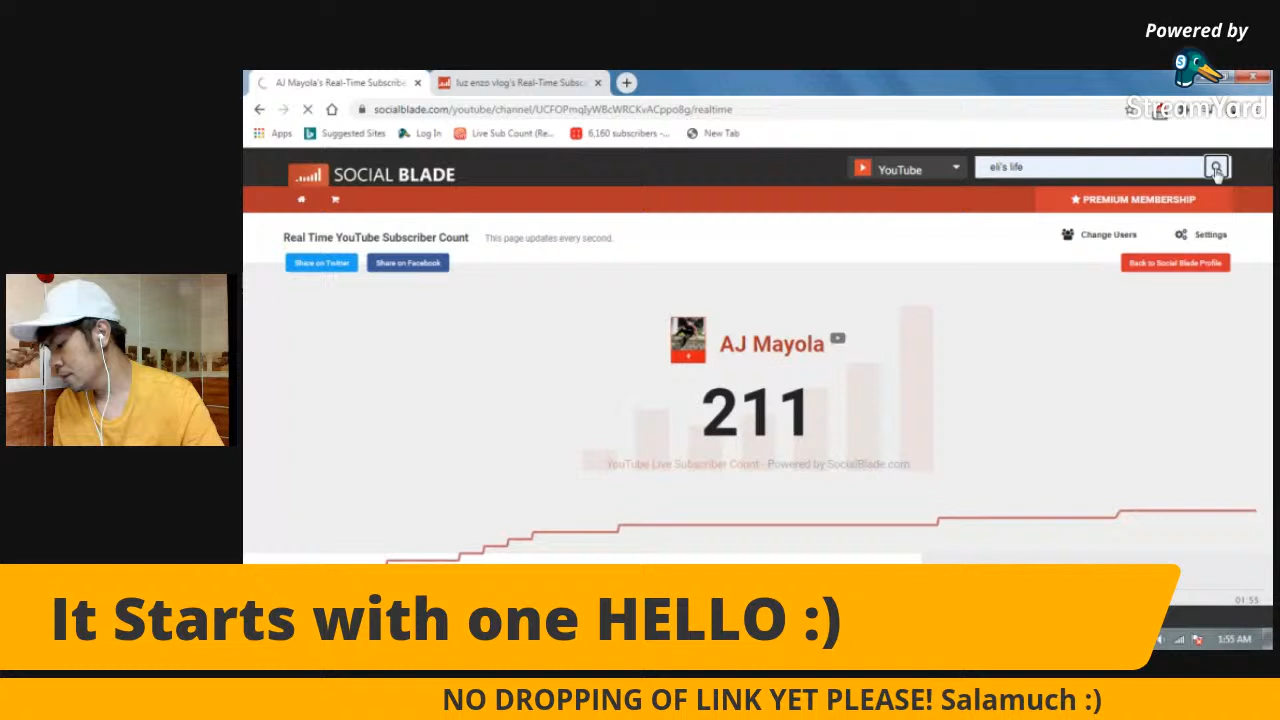 Powered by
StreamYard
AJ Mayola's Real-Time Subscribe
luz enzo vlog's Real-Time Subsc
socialblade.com/youtube/channel/UCFOPmqIyWBcWRCKvACppo8g/realtime
Apps Suggested Sites Log In Live Sub Count (Re... 6,160 subscribers -... New Tab
SOCIAL BLADE YouTube eli's life
PREMIUM MEMBERSHIP
Real Time YouTube Subscriber Count This page updates every second. Change Users Settings
Share on Twitter Share on Facebook Back to Social Blade Profile
AJ Mayola
211
YouTube Live Subscriber Count - Powered by SocialBlade.com
01:55
1:55 AM
It Starts with one HELLO :)
NO DROPPING OF LINK YET PLEASE! Salamuch :)